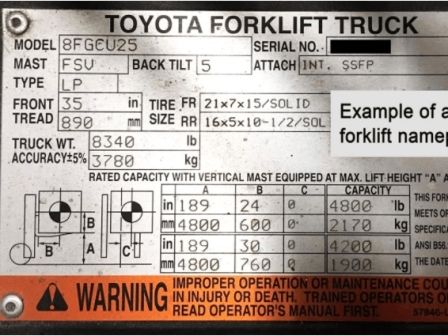 TOYOTA FORKLIFT TRUCK
MODEL 8FGCU25 SERIAL NO.
MAST FSV BACK TILT 5 ATTACH INT. SSFP
TYPE LP
FRONT 35 in TIRE FR 21x7x15/SOLID
TREAD 890 mm SIZE RR 16x5x10-1/2/SOL
Example of a
forklift namep
TRUCK WT. 8340 lb
ACCURACY±5% 3780 kg
RATED CAPACITY WITH VERTICAL MAST EQUIPPED AT MAX. LIFT HEIGHT "A" A
A B C CAPACITY
in 189 24 0 4800 lb
mm 4800 600 0 2170 kg
in 189 30 0 4200 lb
mm 4800 760 0 1900 kg
THIS FORK
MEETS OR
SPECIFICA
ANSI B56.
THE DATE
B
B A C
WARNING
IMPROPER OPERATION OR MAINTENANCE COU
IN INJURY OR DEATH. TRAINED OPERATORS O
READ OPERATOR'S MANUAL FIRST.